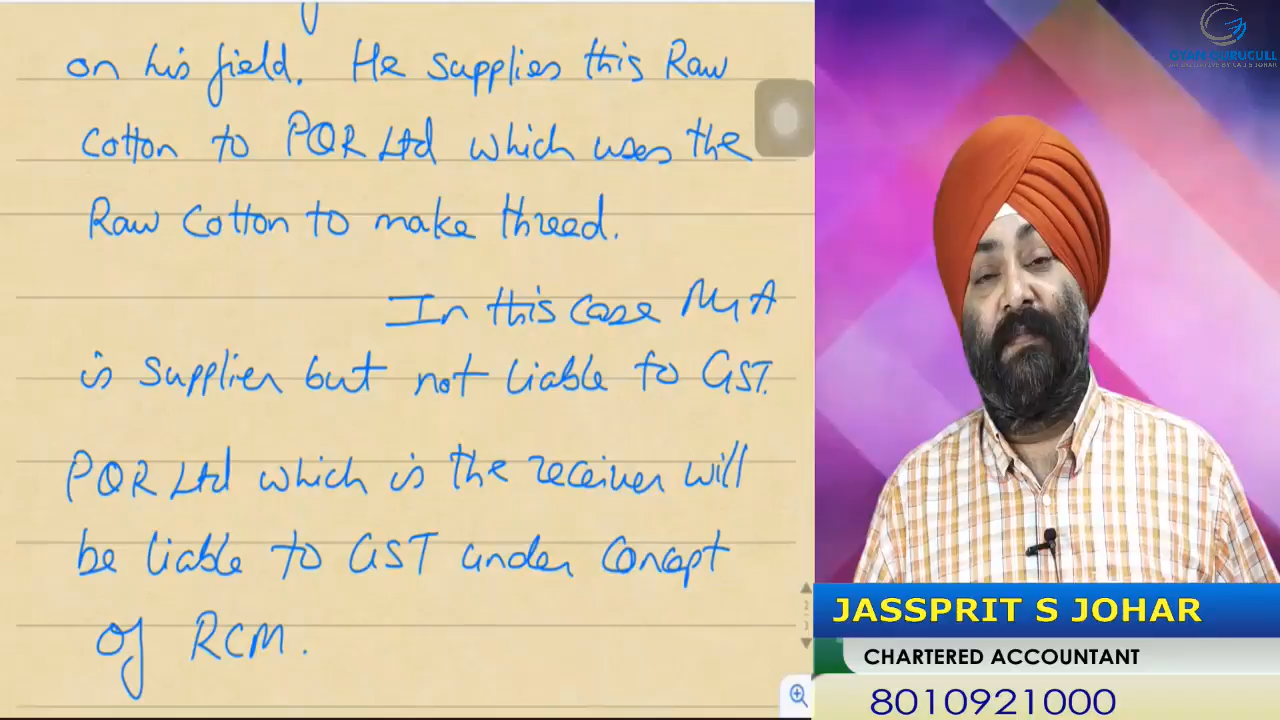 on his field. He supplies this Raw
Cotton to PQR Ltd which uses the
Raw Cotton to make thread.
In this case Mr A
is supplier but not liable to GST.
PQR Ltd which is the receiver will
be liable to GST under concept
of RCM.
GYAN GURUCULL
JASSPRIT S JOHAR
CHARTERED ACCOUNTANT
8010921000